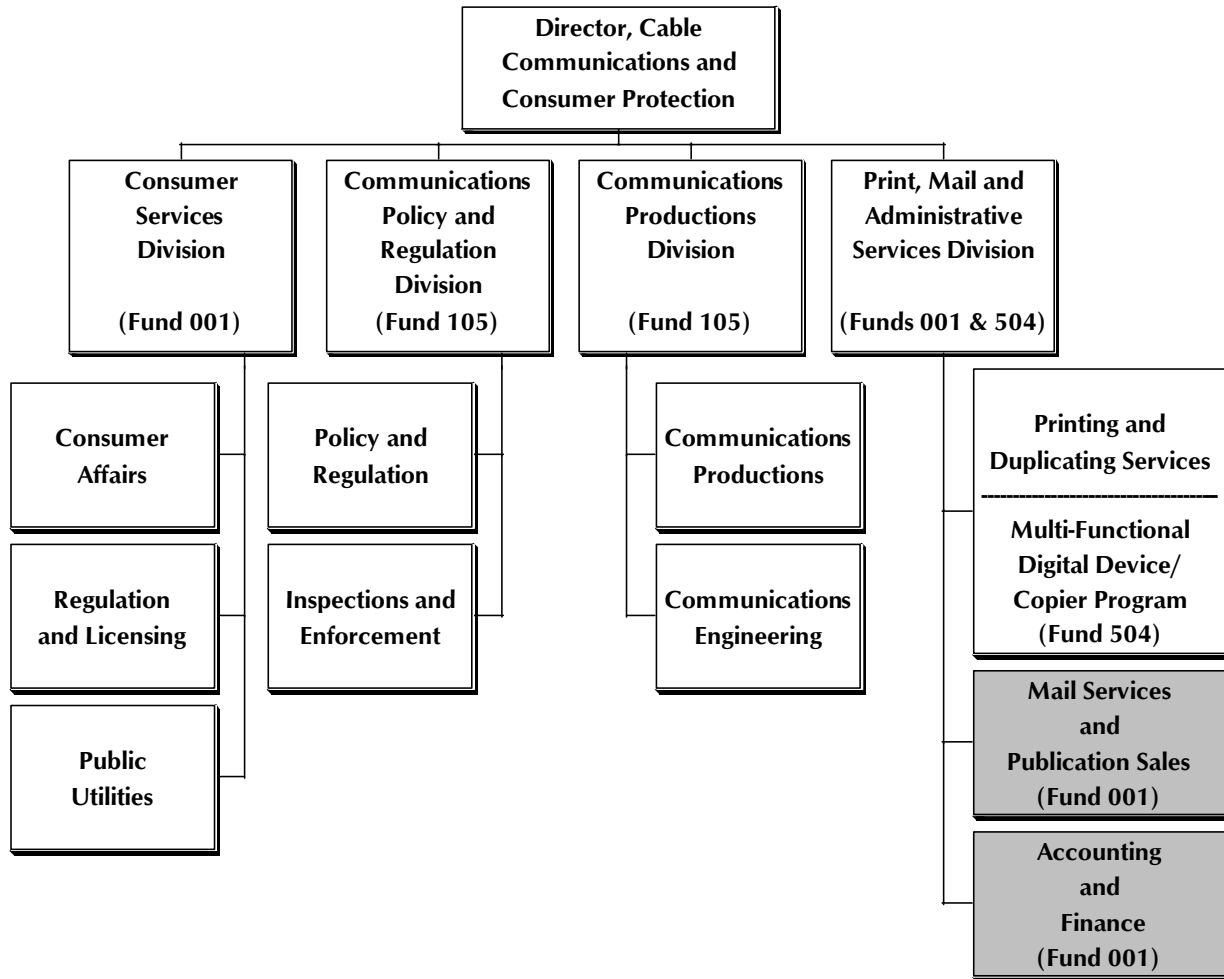 Director, Cable
Communications and
Consumer Protection
Consumer
Services
Division
(Fund 001)
Communications
Policy and
Regulation
Division
(Fund 105)
Communications
Productions
Division
(Fund 105)
Print, Mail and
Administrative
Services Division
(Funds 001 & 504)
Consumer
Affairs
Regulation
and Licensing
Public
Utilities
Policy and
Regulation
Inspections and
Enforcement
Communications
Productions
Communications
Engineering
Printing and
Duplicating Services
Multi-Functional
Digital Device/
Copier Program
(Fund 504)
Mail Services
and
Publication Sales
(Fund 001)
Accounting
and
Finance
(Fund 001)